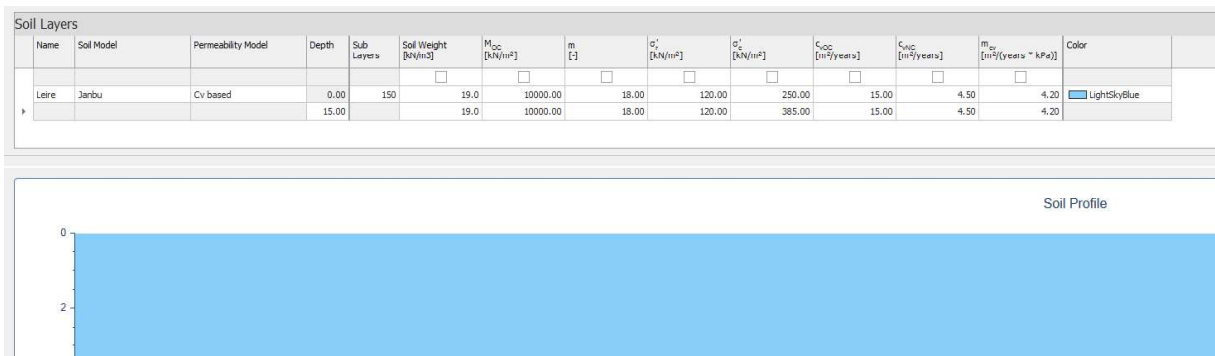 Soil Layers
Name Soil Model Permeability Model Depth Sub Layers Soil Weight [kN/m3] M_OC [kN/m²] m [-] σ'_r [kN/m²] σ'_c [kN/m²] c_vOC [m²/years] c_vNC [m²/years] m_cv [m²/(years * kPa)] Color
Leire Janbu Cv based 0.00 150 19.0 10000.00 18.00 120.00 250.00 15.00 4.50 4.20 LightSkyBlue
15.00 19.0 10000.00 18.00 120.00 385.00 15.00 4.50 4.20
Soil Profile
0
2